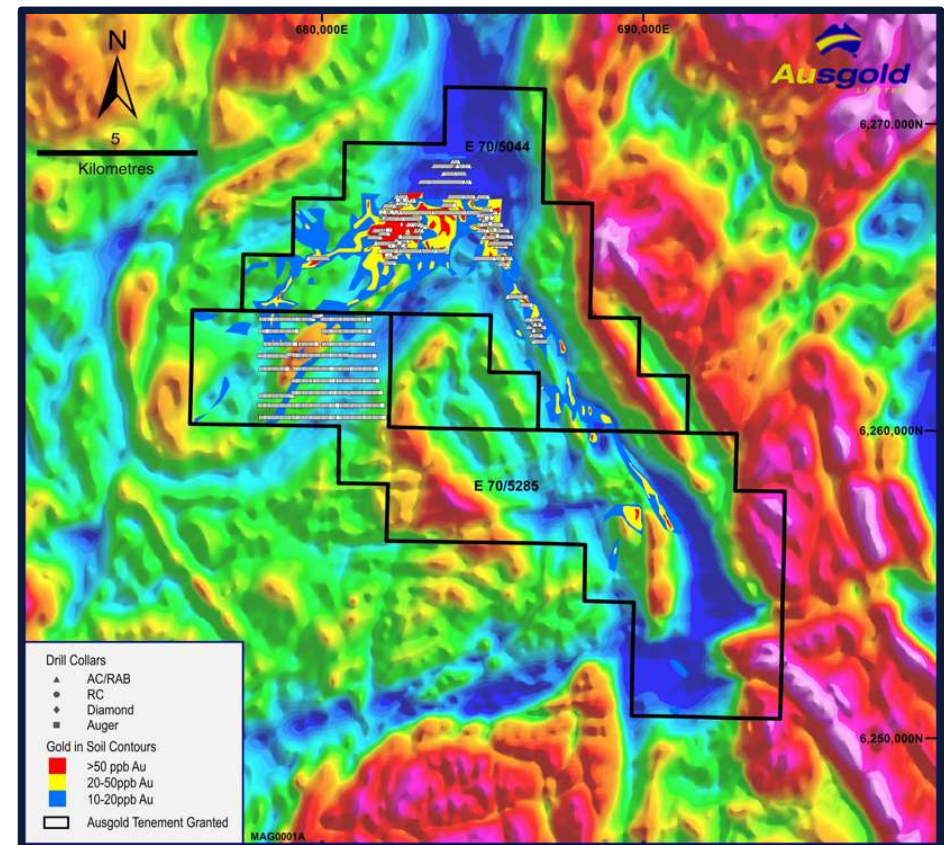 680,000E
690,000E
N
Ausgold
LIMITED
5
Kilometres
6,270,000N
E 70/5044
6,260,000N
E 70/5285
6,250,000N
Drill Collars
AC/RAB
RC
Diamond
Auger
Gold in Soil Contours
>50 ppb Au
20-50ppb Au
10-20ppb Au
Ausgold Tenement Granted
MAG0001A